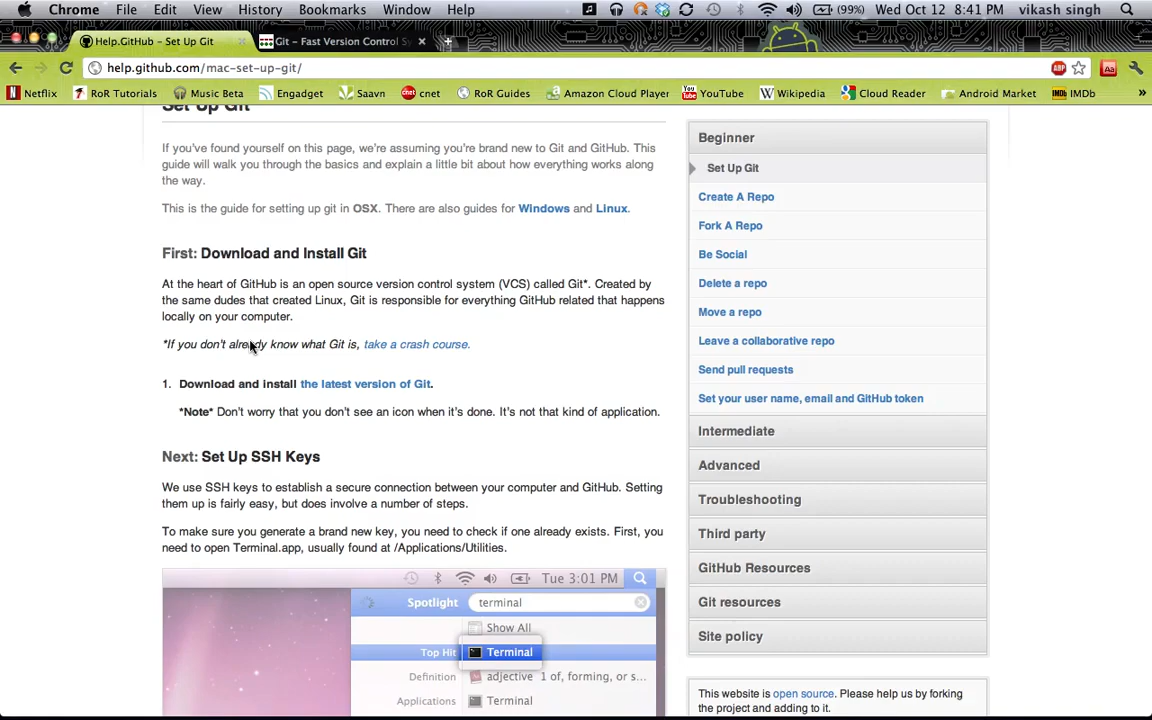 Chrome File Edit View History Bookmarks Window Help (99%) Wed Oct 12 8:41 PM vikash singh
Help.GitHub – Set Up Git Git – Fast Version Control Sy
help.github.com/mac-set-up-git/
Netflix RoR Tutorials Music Beta Engadget Saavn cnet RoR Guides Amazon Cloud Player YouTube Wikipedia Cloud Reader Android Market IMDb »
Set Up Git
If you've found yourself on this page, we're assuming you're brand new to Git and GitHub. This
guide will walk you through the basics and explain a little bit about how everything works along
the way.
This is the guide for setting up git in OSX. There are also guides for Windows and Linux.
First: Download and Install Git
At the heart of GitHub is an open source version control system (VCS) called Git*. Created by
the same dudes that created Linux, Git is responsible for everything GitHub related that happens
locally on your computer.
*If you don't already know what Git is, take a crash course.
1. Download and install the latest version of Git.
*Note* Don't worry that you don't see an icon when it's done. It's not that kind of application.
Next: Set Up SSH Keys
We use SSH keys to establish a secure connection between your computer and GitHub. Setting
them up is fairly easy, but does involve a number of steps.
To make sure you generate a brand new key, you need to check if one already exists. First, you
need to open Terminal.app, usually found at /Applications/Utilities.
Tue 3:01 PM
Spotlight terminal
Show All
Top Hit Terminal
Definition adjective 1 of, forming, or s...
Applications Terminal
Beginner
Set Up Git
Create A Repo
Fork A Repo
Be Social
Delete a repo
Move a repo
Leave a collaborative repo
Send pull requests
Set your user name, email and GitHub token
Intermediate
Advanced
Troubleshooting
Third party
GitHub Resources
Git resources
Site policy
This website is open source. Please help us by forking
the project and adding to it.